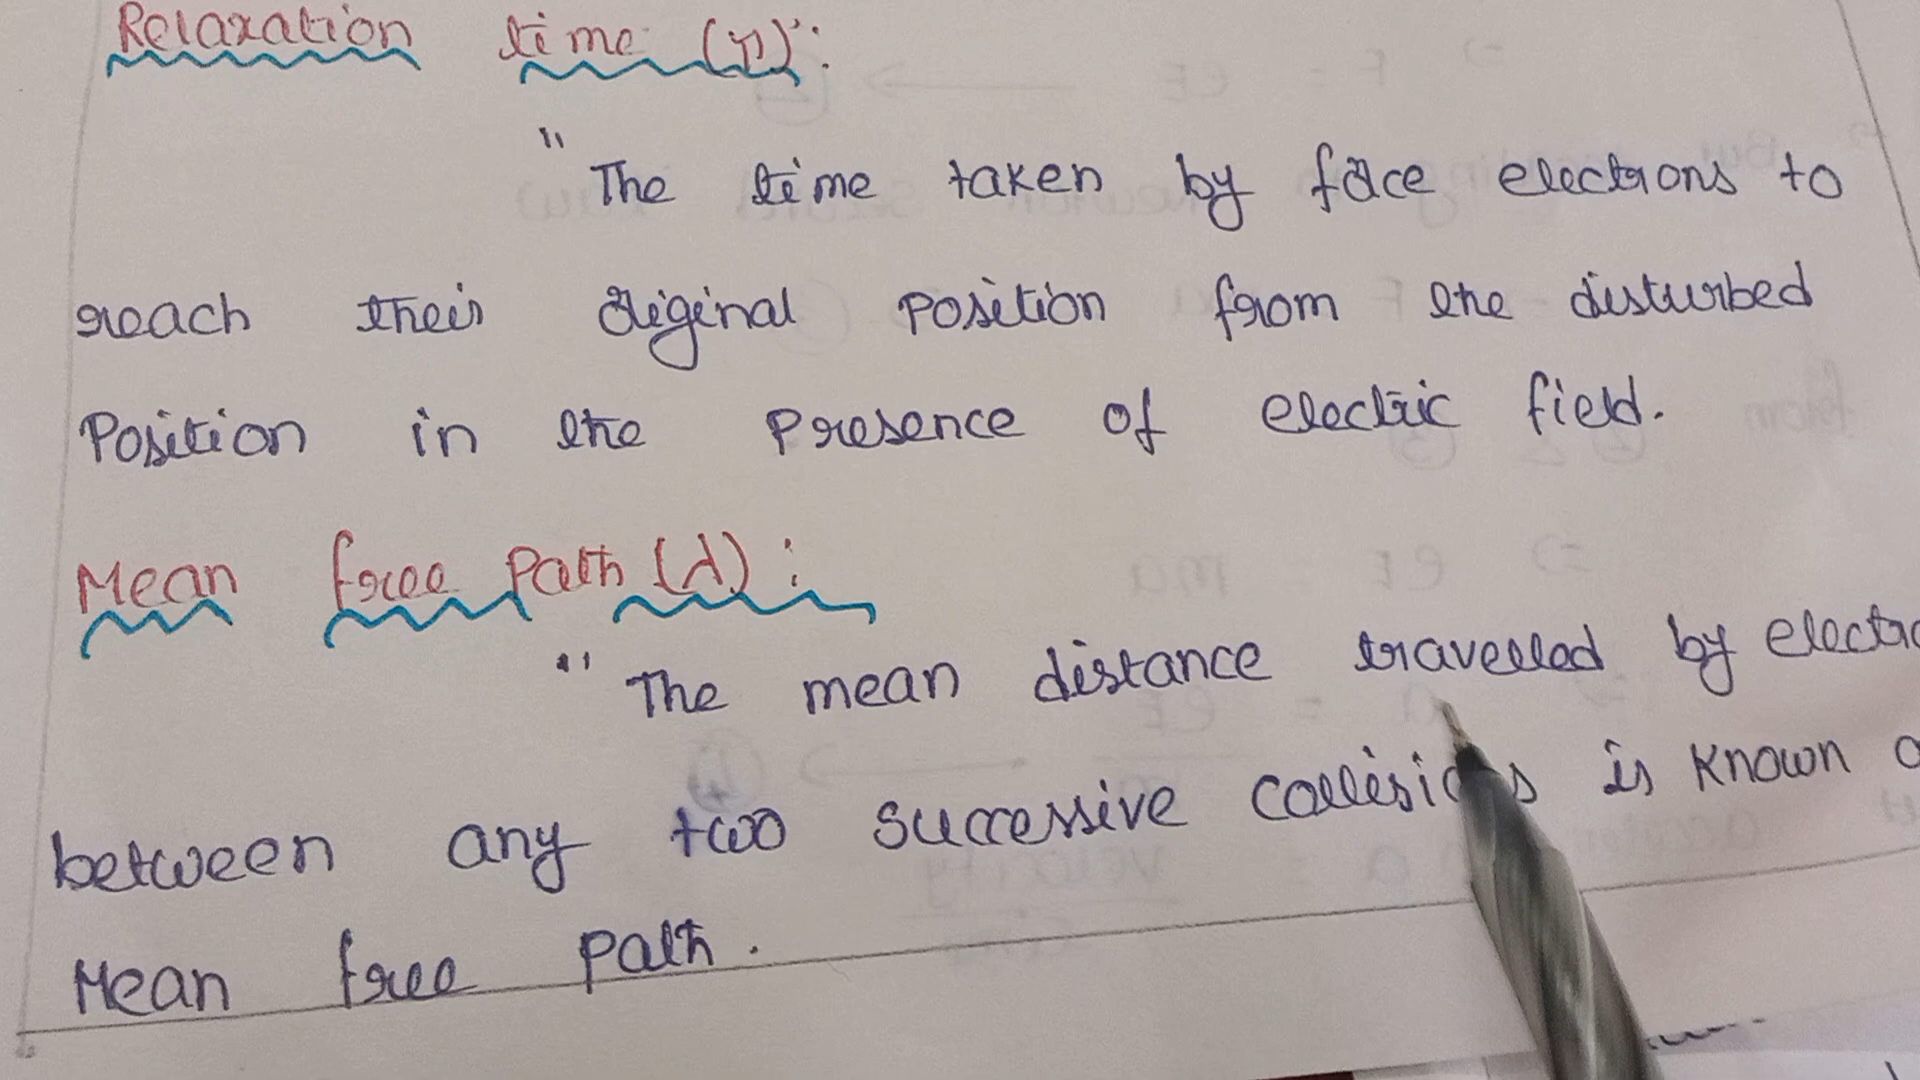 Relaxation time (τ):
"The time taken by free electrons to
reach their original position from the disturbed
Position in the presence of electric field.
Mean free Path (λ):
"The mean distance travelled by
between any two successive collisions is known
Mean free Path.